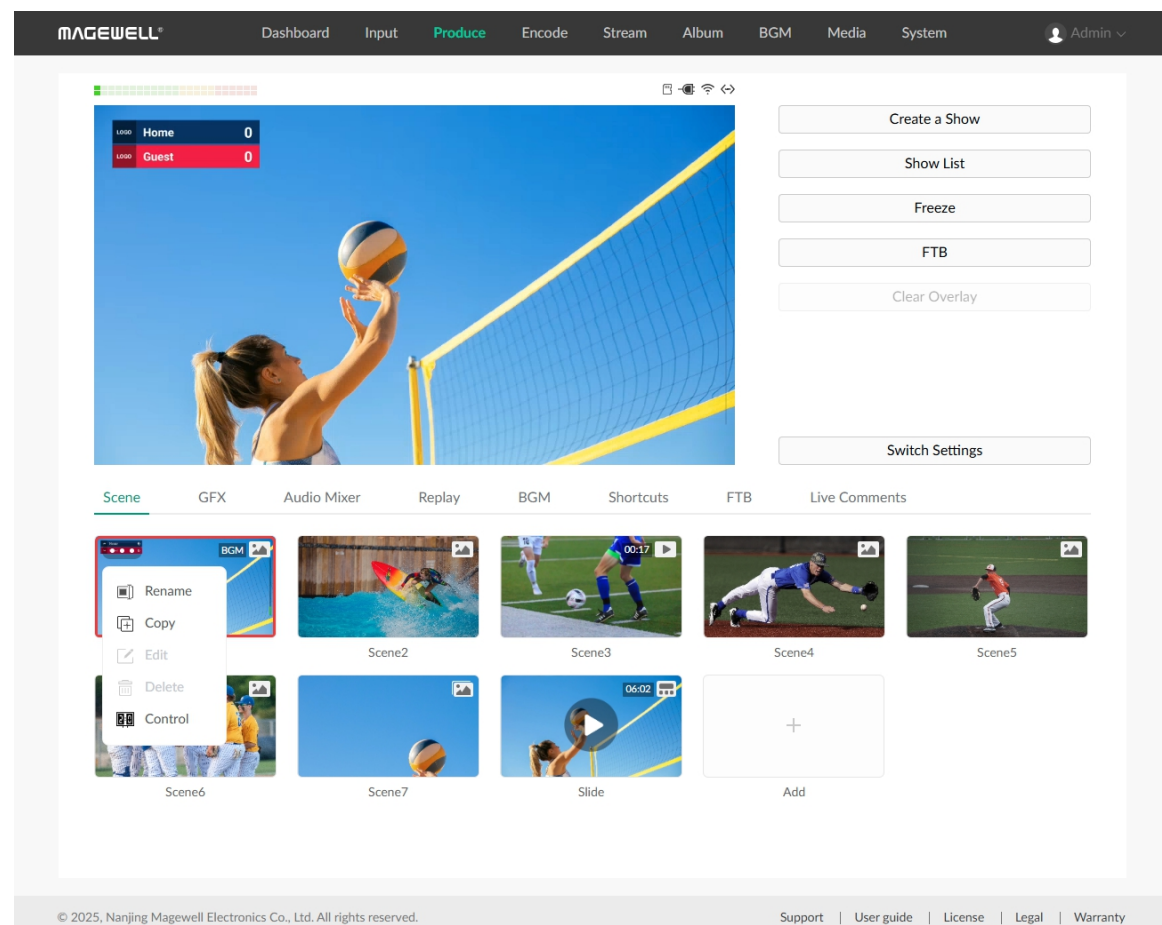 MAGEWELL®
Dashboard Input Produce Encode Stream Album BGM Media System Admin
LOGO Home 0
LOGO Guest 0
Create a Show
Show List
Freeze
FTB
Clear Overlay
Switch Settings
Scene GFX Audio Mixer Replay BGM Shortcuts FTB Live Comments
BGM
00:17
Rename
Copy
Edit
Delete
Control
Scene2 Scene3 Scene4 Scene5
06:02
Scene6 Scene7 Slide Add
© 2025, Nanjing Magewell Electronics Co., Ltd. All rights reserved.
Support | User guide | License | Legal | Warranty